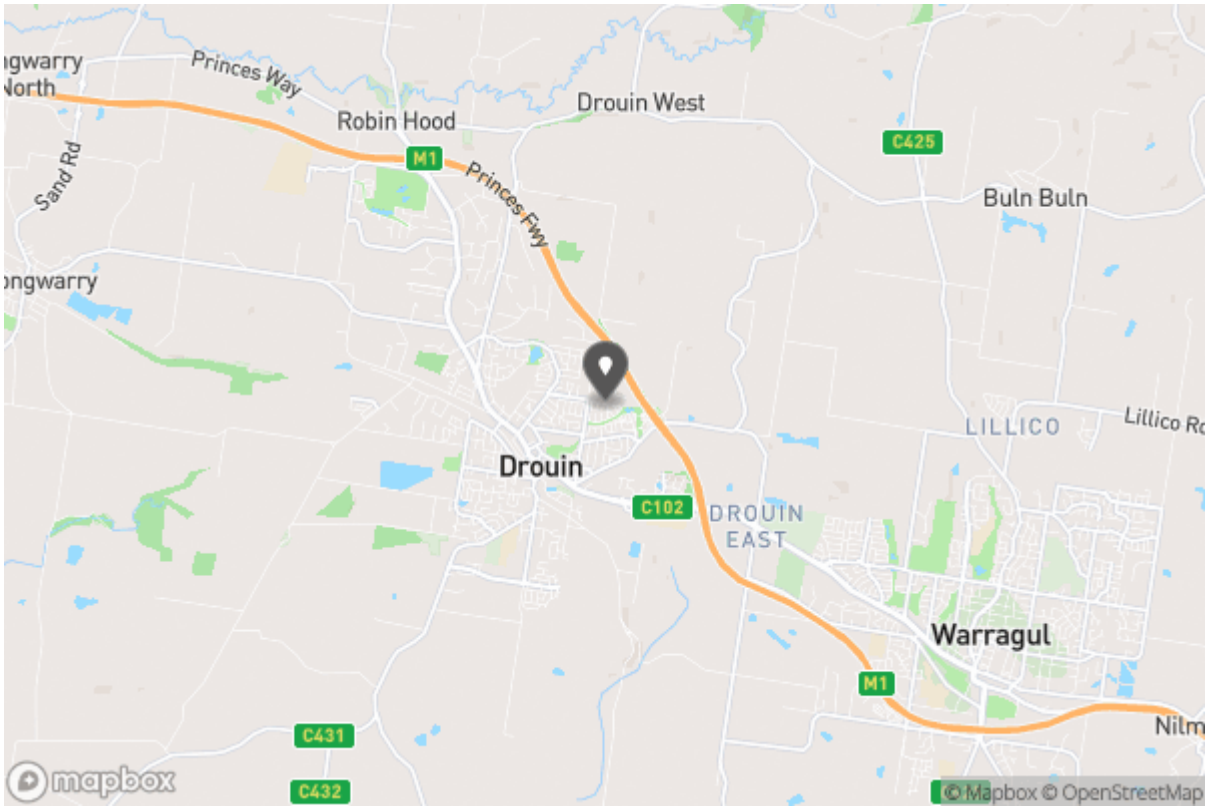 ngwarry
North
Princes Way
Drouin West
Robin Hood
C425
M1
Sand Rd
Princes Fwy
Buln Buln
ongwarry
LILLICO
Lillico Rd
Drouin
C102
DROUIN
EAST
Warragul
M1
C431
Nilm
mapbox
C432
© Mapbox © OpenStreetMap